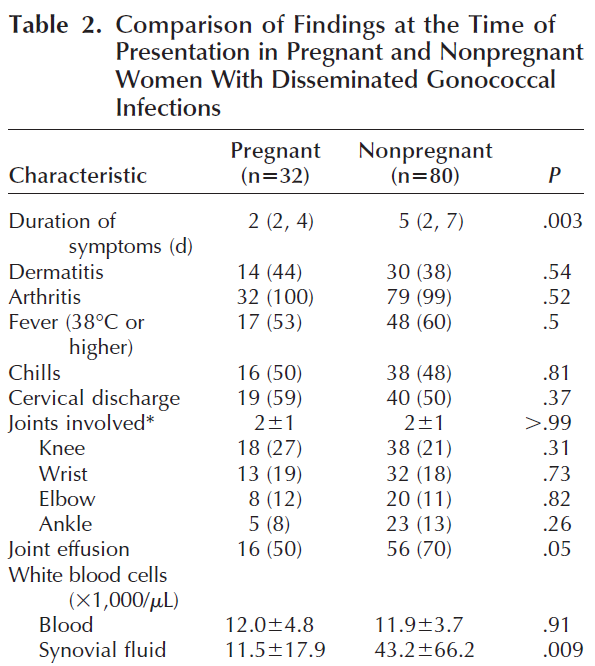 Table 2. Comparison of Findings at the Time of
Presentation in Pregnant and Nonpregnant
Women With Disseminated Gonococcal
Infections
Pregnant Nonpregnant
Characteristic (n=32) (n=80) P
Duration of 2 (2, 4) 5 (2, 7) .003
symptoms (d)
Dermatitis 14 (44) 30 (38) .54
Arthritis 32 (100) 79 (99) .52
Fever (38°C or 17 (53) 48 (60) .5
higher)
Chills 16 (50) 38 (48) .81
Cervical discharge 19 (59) 40 (50) .37
Joints involved* 2±1 2±1 >.99
Knee 18 (27) 38 (21) .31
Wrist 13 (19) 32 (18) .73
Elbow 8 (12) 20 (11) .82
Ankle 5 (8) 23 (13) .26
Joint effusion 16 (50) 56 (70) .05
White blood cells
(×1,000/μL)
Blood 12.0±4.8 11.9±3.7 .91
Synovial fluid 11.5±17.9 43.2±66.2 .009